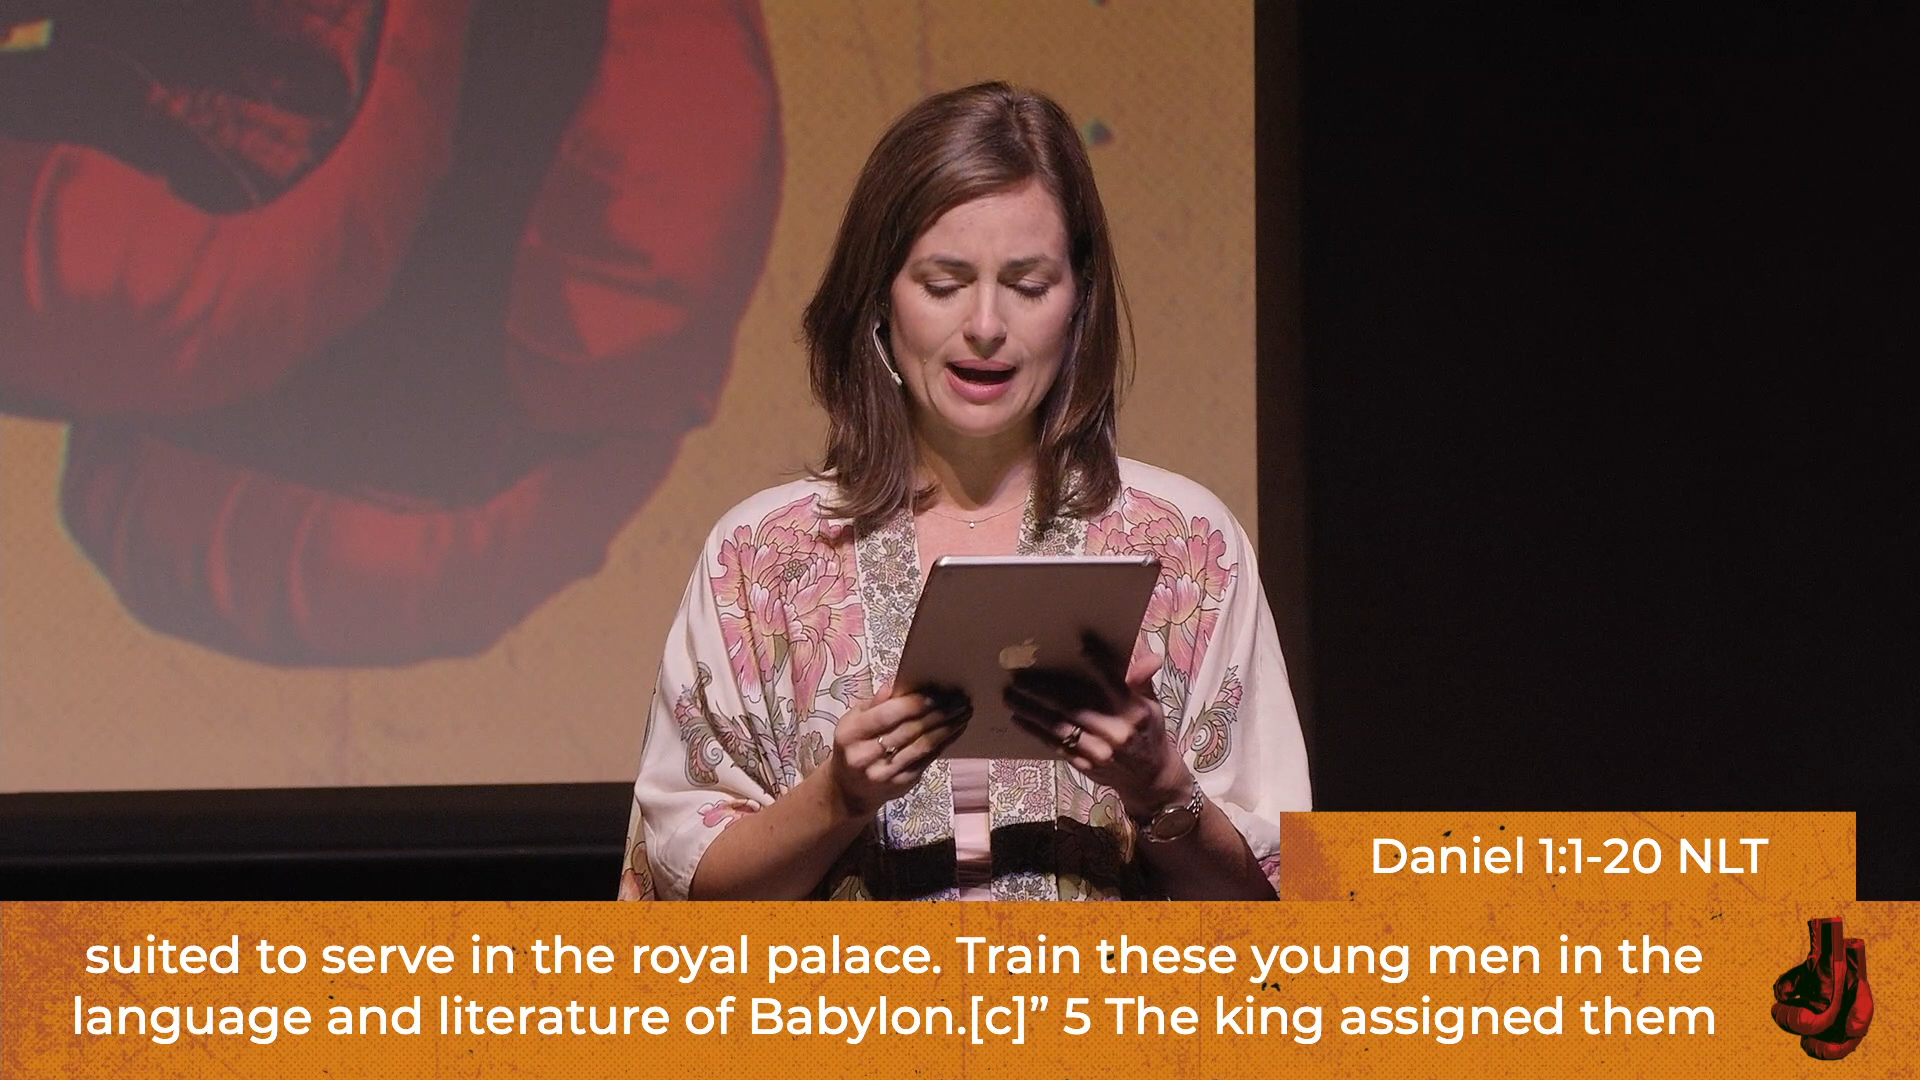 Daniel 1:1-20 NLT
suited to serve in the royal palace. Train these young men in the
language and literature of Babylon.[c]” 5 The king assigned them